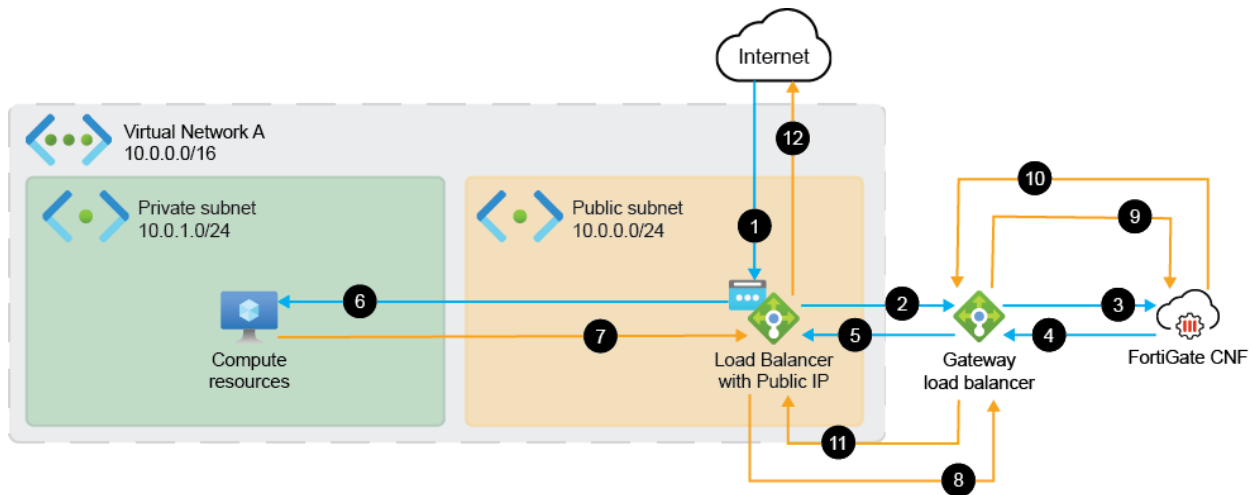 Internet
Virtual Network A
10.0.0.0/16
12
10
Private subnet
10.0.1.0/24
Public subnet
10.0.0.0/24
1
9
6
2
3
7
5
4
Compute
resources
Load Balancer
with Public IP
Gateway
load balancer
FortiGate CNF
11
8